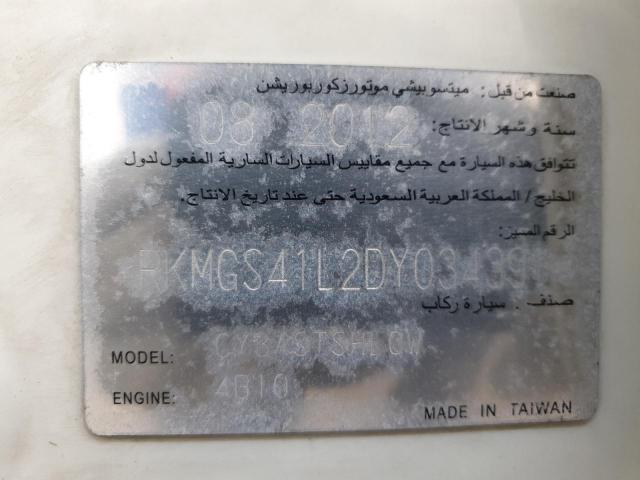 صنعت من قبل: ميتسوبيشي موتورزكوربوريشن
سنة وشهر الانتاج: 08 2012
تتوافق هذه السيارة مع جميع مقاييس السيارات السارية المفعول لدول
الخليج / المملكة العربية السعودية حتى عند تاريخ الانتاج.
الرقم المميز:
صنف . سيارة ركاب
MODEL:
ENGINE: 4B10
MADE IN TAIWAN